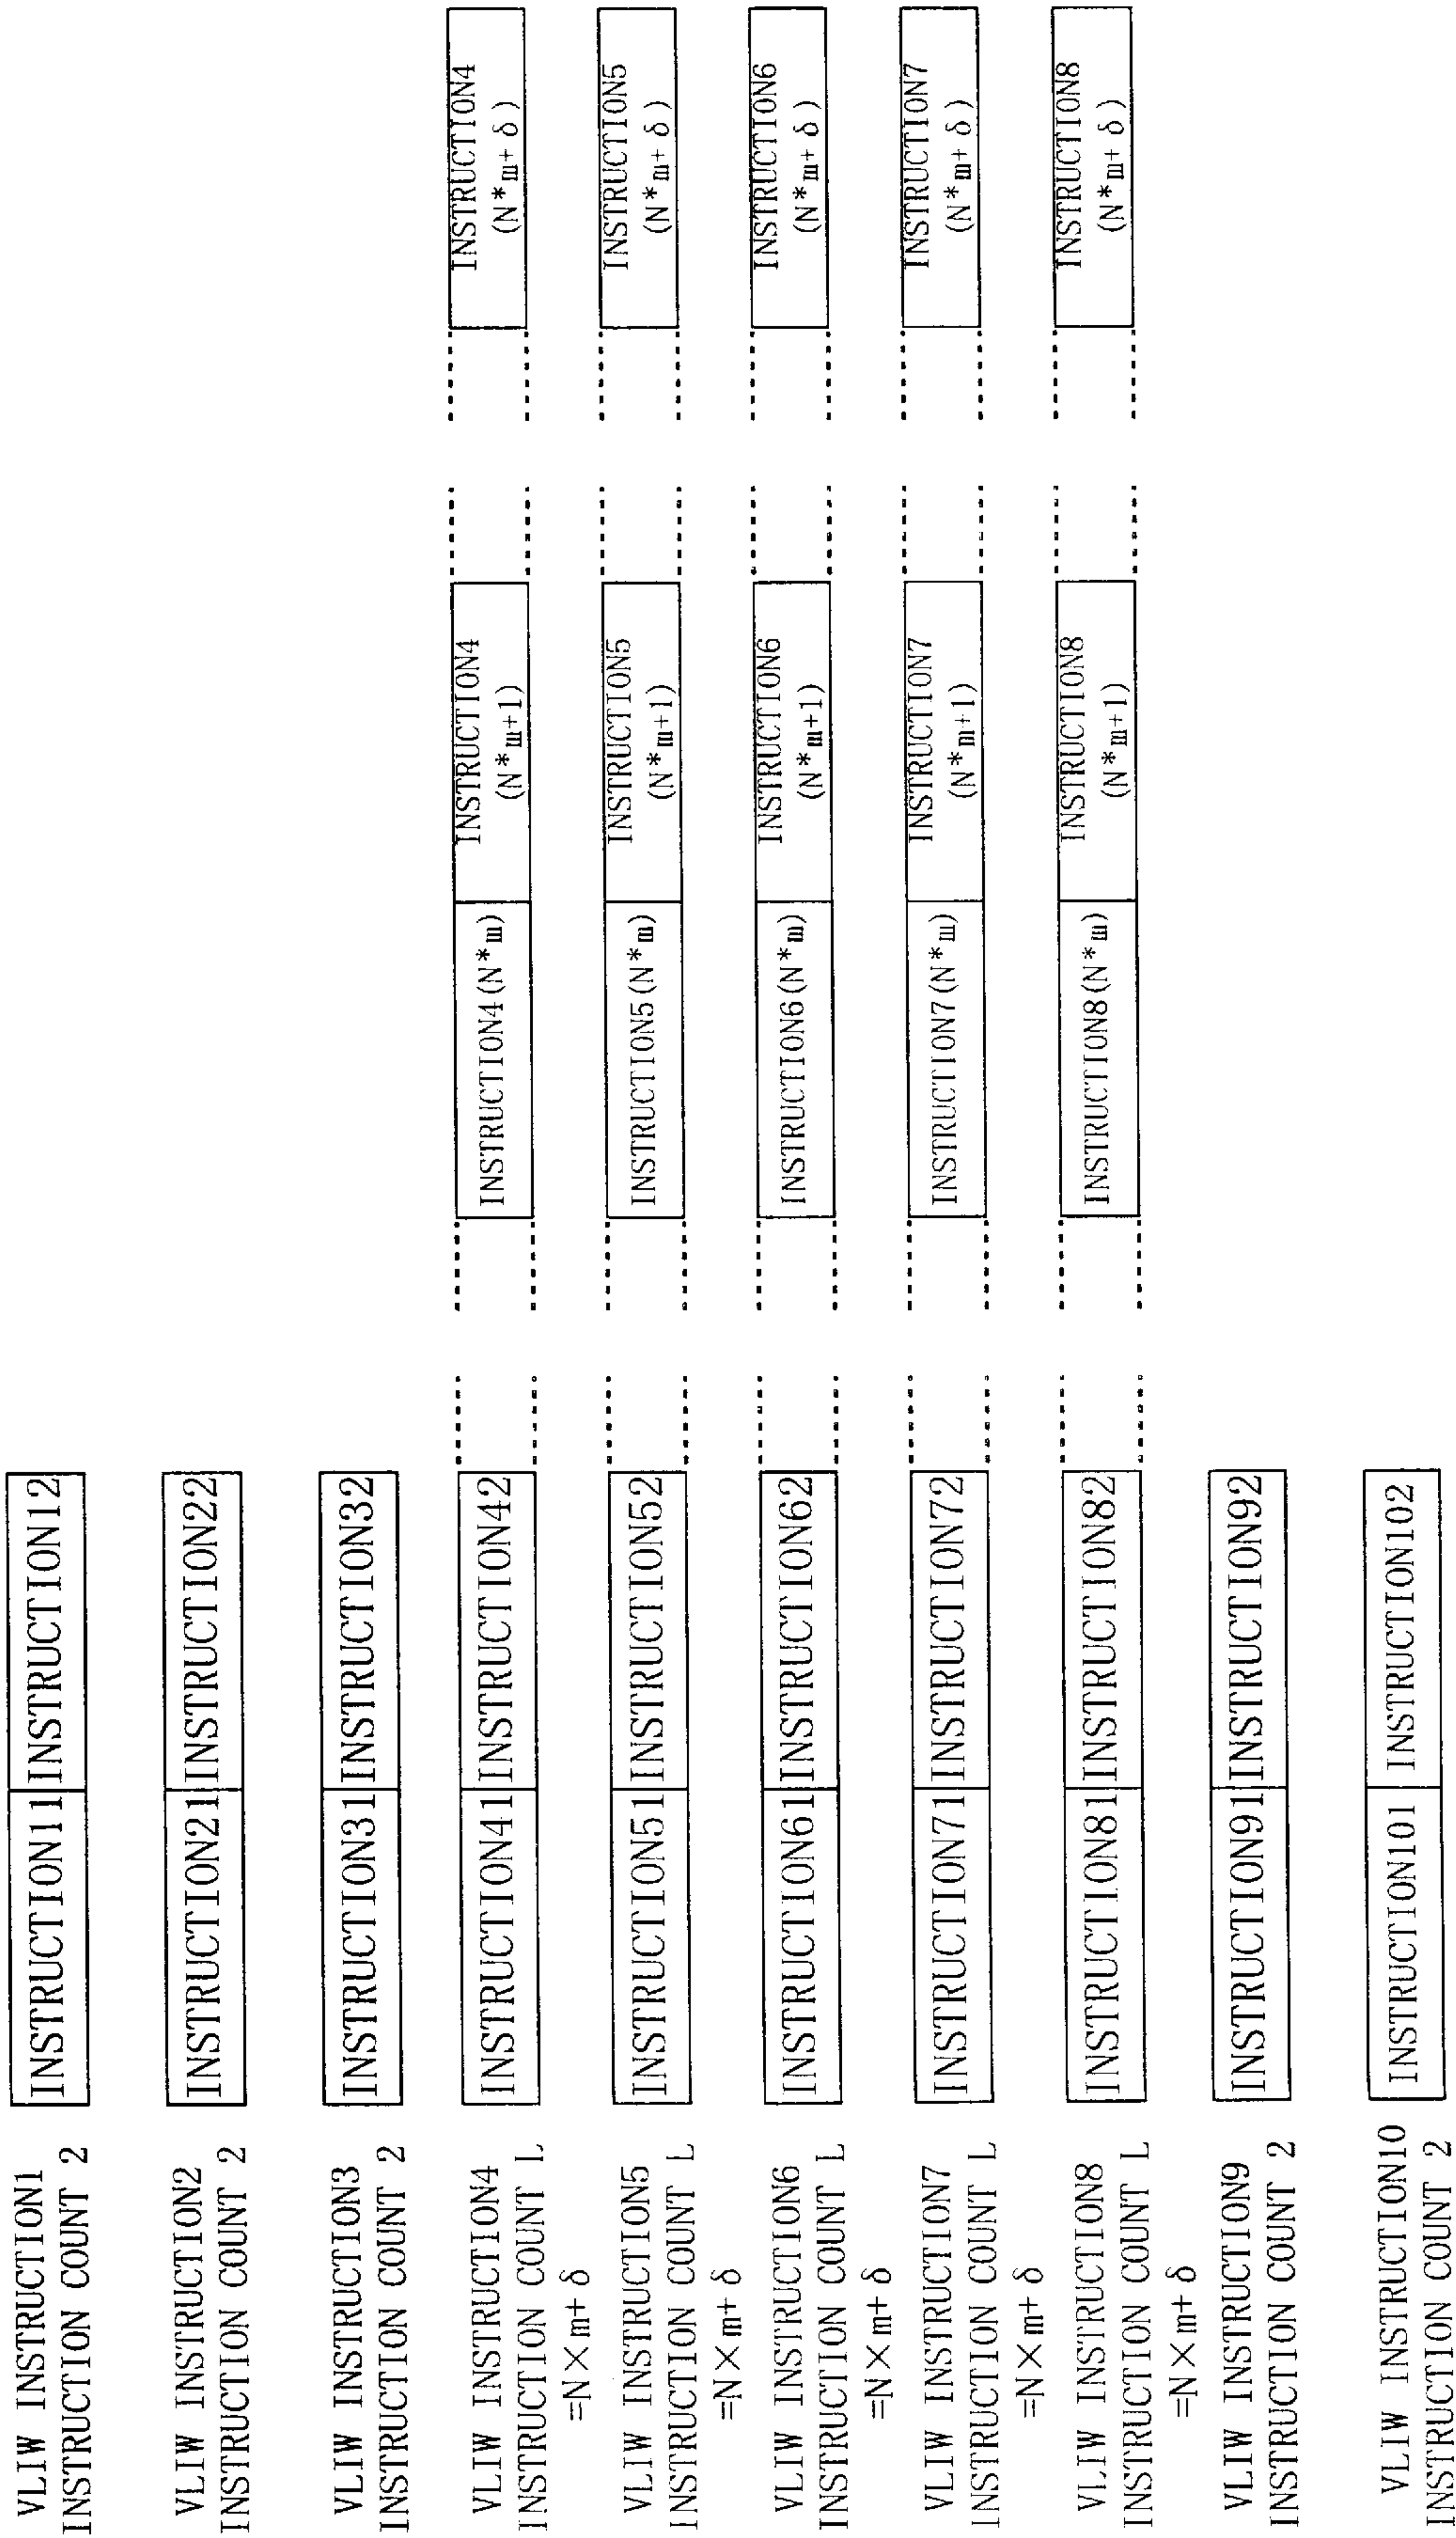 VLIW INSTRUCTION1
INSTRUCTION COUNT 2
INSTRUCTION11 INSTRUCTION12
VLIW INSTRUCTION2
INSTRUCTION COUNT 2
INSTRUCTION21 INSTRUCTION22
VLIW INSTRUCTION3
INSTRUCTION COUNT 2
INSTRUCTION31 INSTRUCTION32
VLIW INSTRUCTION4
INSTRUCTION COUNT L
=N×m+δ
INSTRUCTION41 INSTRUCTION42
INSTRUCTION4(N*m)
INSTRUCTION4
(N*m+1)
INSTRUCTION4
(N*m+δ)
VLIW INSTRUCTION5
INSTRUCTION COUNT L
=N×m+δ
INSTRUCTION51 INSTRUCTION52
INSTRUCTION5(N*m)
INSTRUCTION5
(N*m+1)
INSTRUCTION5
(N*m+δ)
VLIW INSTRUCTION6
INSTRUCTION COUNT L
=N×m+δ
INSTRUCTION61 INSTRUCTION62
INSTRUCTION6(N*m)
INSTRUCTION6
(N*m+1)
INSTRUCTION6
(N*m+δ)
VLIW INSTRUCTION7
INSTRUCTION COUNT L
=N×m+δ
INSTRUCTION71 INSTRUCTION72
INSTRUCTION7(N*m)
INSTRUCTION7
(N*m+1)
INSTRUCTION7
(N*m+δ)
VLIW INSTRUCTION8
INSTRUCTION COUNT L
=N×m+δ
INSTRUCTION81 INSTRUCTION82
INSTRUCTION8(N*m)
INSTRUCTION8
(N*m+1)
INSTRUCTION8
(N*m+δ)
VLIW INSTRUCTION9
INSTRUCTION COUNT 2
INSTRUCTION91 INSTRUCTION92
VLIW INSTRUCTION10
INSTRUCTION COUNT 2
INSTRUCTION101 INSTRUCTION102